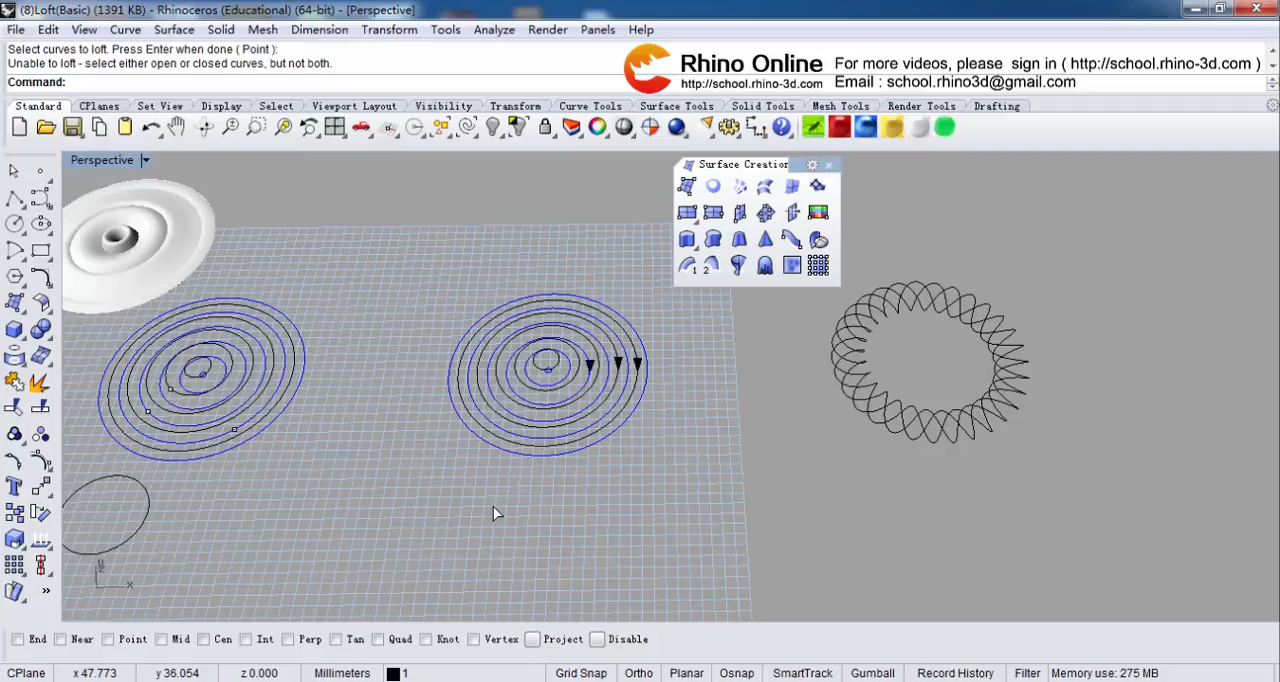 (8)Loft(Basic) (1391 KB) - Rhinoceros (Educational) (64-bit) - [Perspective]
File Edit View Curve Surface Solid Mesh Dimension Transform Tools Analyze Render Panels Help
Select curves to loft. Press Enter when done ( Point ):
Unable to loft - select either open or closed curves, but not both.
Command:
Rhino Online
http://school.rhino-3d.com
For more videos, please sign in ( http://school.rhino-3d.com )
Email : school.rhino3d@gmail.com
Standard CPlanes Set View Display Select Viewport Layout Visibility Transform Curve Tools Surface Tools Solid Tools Mesh Tools Render Tools Drafting
Perspective
Surface Creation
1 2
x
End Near Point Mid Cen Int Perp Tan Quad Knot Vertex Project Disable
CPlane x 47.773 y 36.054 z 0.000 Millimeters 1 Grid Snap Ortho Planar Osnap SmartTrack Gumball Record History Filter Memory use: 275 MB